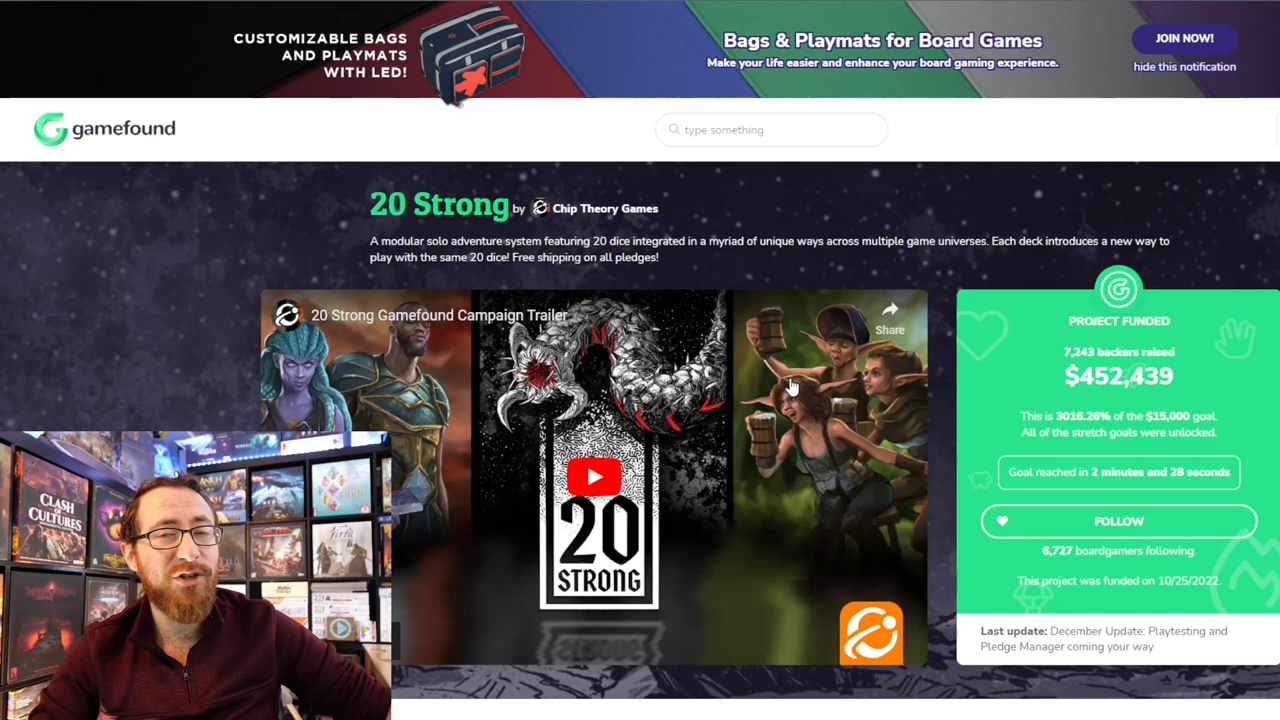 CUSTOMIZABLE BAGS
AND PLAYMATS
WITH LED!
Bags & Playmats for Board Games
Make your life easier and enhance your board gaming experience.
JOIN NOW!
hide this notification
gamefound
type something
20 Strong by Chip Theory Games
A modular solo adventure system featuring 20 dice integrated in a myriad of unique ways across multiple game universes. Each deck introduces a new way to
play with the same 20 dice! Free shipping on all pledges!
20 Strong Gamefound Campaign Trailer
Share
20
STRONG
PROJECT FUNDED
7,243 backers raised
$452,439
This is 3016.26% of the $15,000 goal.
All of the stretch goals were unlocked.
Goal reached in 2 minutes and 28 seconds
FOLLOW
6,727 boardgamers following.
This project was funded on 10/25/2022.
Last update: December Update: Playtesting and
Pledge Manager coming your way
CLASH
OF
CULTURES